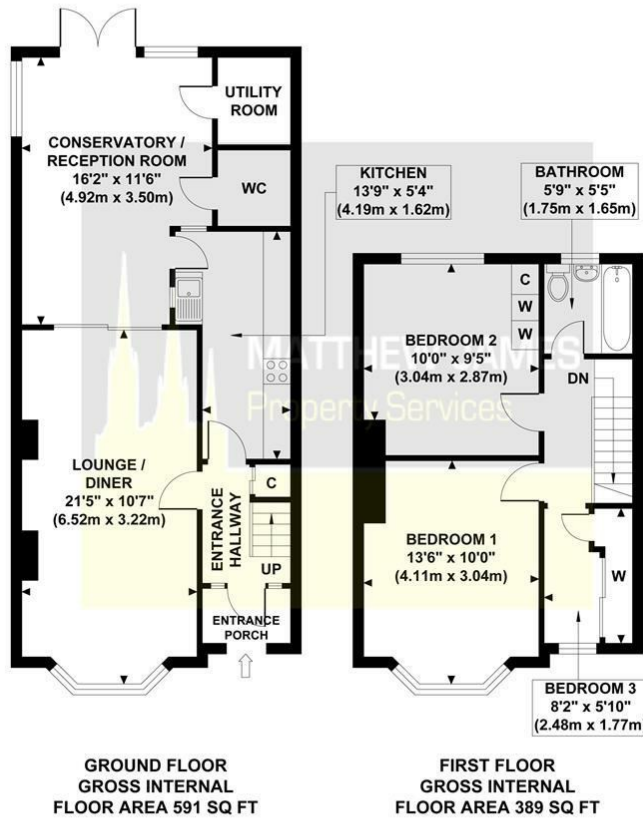 UTILITY
ROOM
CONSERVATORY /
RECEPTION ROOM
16'2" x 11'6"
(4.92m x 3.50m)
WC
KITCHEN
13'9" x 5'4"
(4.19m x 1.62m)
BATHROOM
5'9" x 5'5"
(1.75m x 1.65m)
C
W
W
BEDROOM 2
10'0" x 9'5"
(3.04m x 2.87m)
DN
MATTHEW JAMES
Property Services
LOUNGE /
DINER
21'5" x 10'7"
(6.52m x 3.22m)
ENTRANCE
HALLWAY
C
UP
ENTRANCE
PORCH
BEDROOM 1
13'6" x 10'0"
(4.11m x 3.04m)
W
BEDROOM 3
8'2" x 5'10"
(2.48m x 1.77m)
GROUND FLOOR
GROSS INTERNAL
FLOOR AREA 591 SQ FT
FIRST FLOOR
GROSS INTERNAL
FLOOR AREA 389 SQ FT